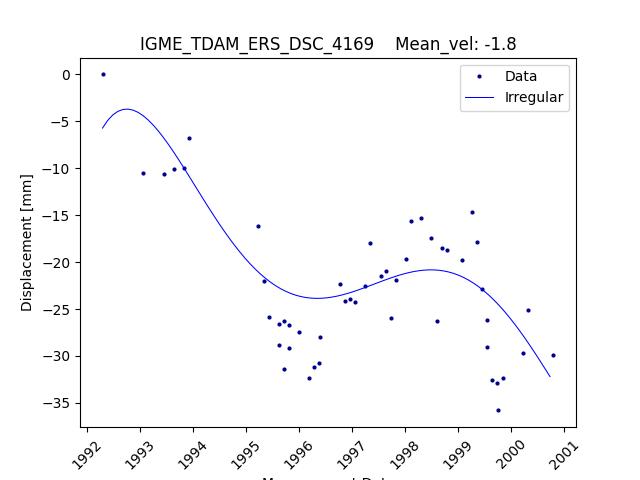 IGME_TDAM_ERS_DSC_4169    Mean_vel: -1.8
Data
Irregular
Displacement [mm]
0
−5
−10
−15
−20
−25
−30
−35
1992 1993 1994 1995 1996 1997 1998 1999 2000 2001